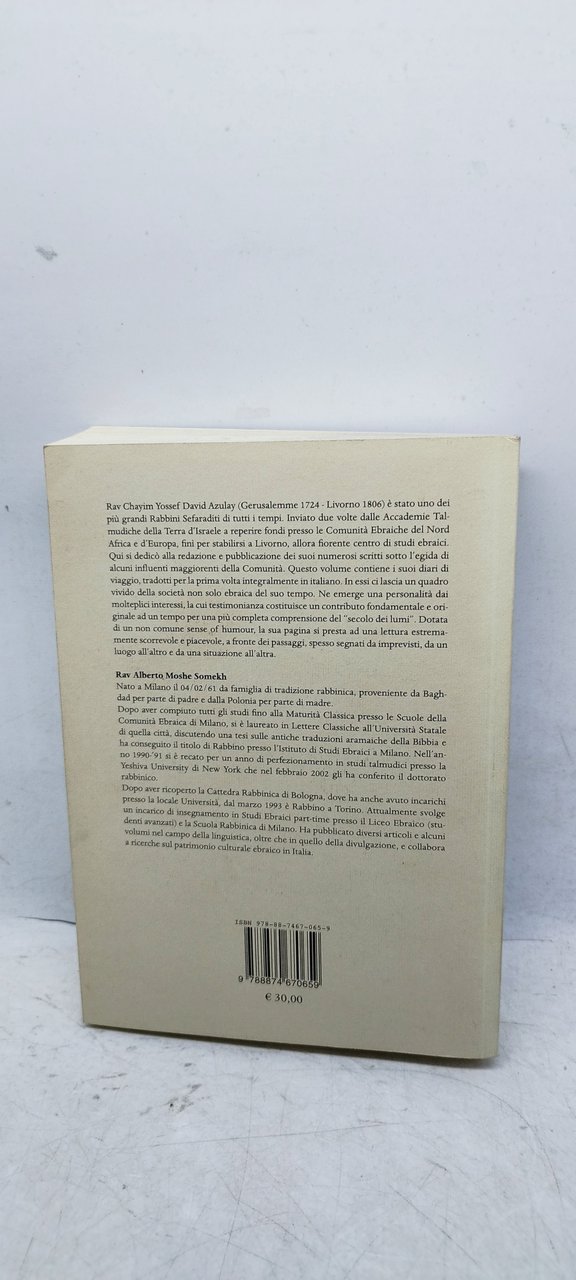 Rav Chayim Yossef David Azulay (Gerusalemme 1724 - Livorno 1806) è stato uno dei
più grandi Rabbini Sefaraditi di tutti i tempi. Inviato due volte dalle Accademie Tal-
mudiche della Terra d'Israele a reperire fondi presso le Comunità Ebraiche del Nord
Africa e d'Europa, finì per stabilirsi a Livorno, allora fiorente centro di studi ebraici.
Qui si dedicò alla redazione e pubblicazione dei suoi numerosi scritti sotto l'egida di
alcuni influenti maggiorenti della Comunità. Questo volume contiene i suoi diari di
viaggio, tradotti per la prima volta integralmente in italiano. In essi ci lascia un quadro
vivido della società non solo ebraica del suo tempo. Ne emerge una personalità dai
molteplici interessi, la cui testimonianza costituisce un contributo fondamentale e ori-
ginale ad un tempo per una più completa comprensione del "secolo dei lumi". Dotata
di un non comune sense of humour, la sua pagina si presta ad una lettura estrema-
mente scorrevole e piacevole, a fronte dei passaggi, spesso segnati da imprevisti, da un
luogo all'altro e da una situazione all'altra.
Rav Alberto Moshe Somekh
Nato a Milano il 04/02/61 da famiglia di tradizione rabbinica, proveniente da Bagh-
dad per parte di padre e dalla Polonia per parte di madre.
Dopo aver compiuto tutti gli studi fino alla Maturità Classica presso le Scuole della
Comunità Ebraica di Milano, si è laureato in Lettere Classiche all'Università Statale
di quella città, discutendo una tesi sulle antiche traduzioni aramaiche della Bibbia e
ha conseguito il titolo di Rabbino presso l'Istituto di Studi Ebraici a Milano. Nell'an-
no 1990-'91 si è recato per un anno di perfezionamento in studi talmudici presso la
Yeshiva University di New York che nel febbraio 2002 gli ha conferito il dottorato
rabbinico.
Dopo aver ricoperto la Cattedra Rabbinica di Bologna, dove ha anche avuto incarichi
presso la locale Università, dal marzo 1993 è Rabbino a Torino. Attualmente svolge
un incarico di insegnamento in Studi Ebraici part-time presso il Liceo Ebraico (stu-
denti avanzati) e la Scuola Rabbinica di Milano. Ha pubblicato diversi articoli e alcuni
volumi nel campo della linguistica, oltre che in quello della divulgazione, e collabora
a ricerche sul patrimonio culturale ebraico in Italia.
ISBN 978-88-7467-065-9
9 788874 670659
€ 30,00